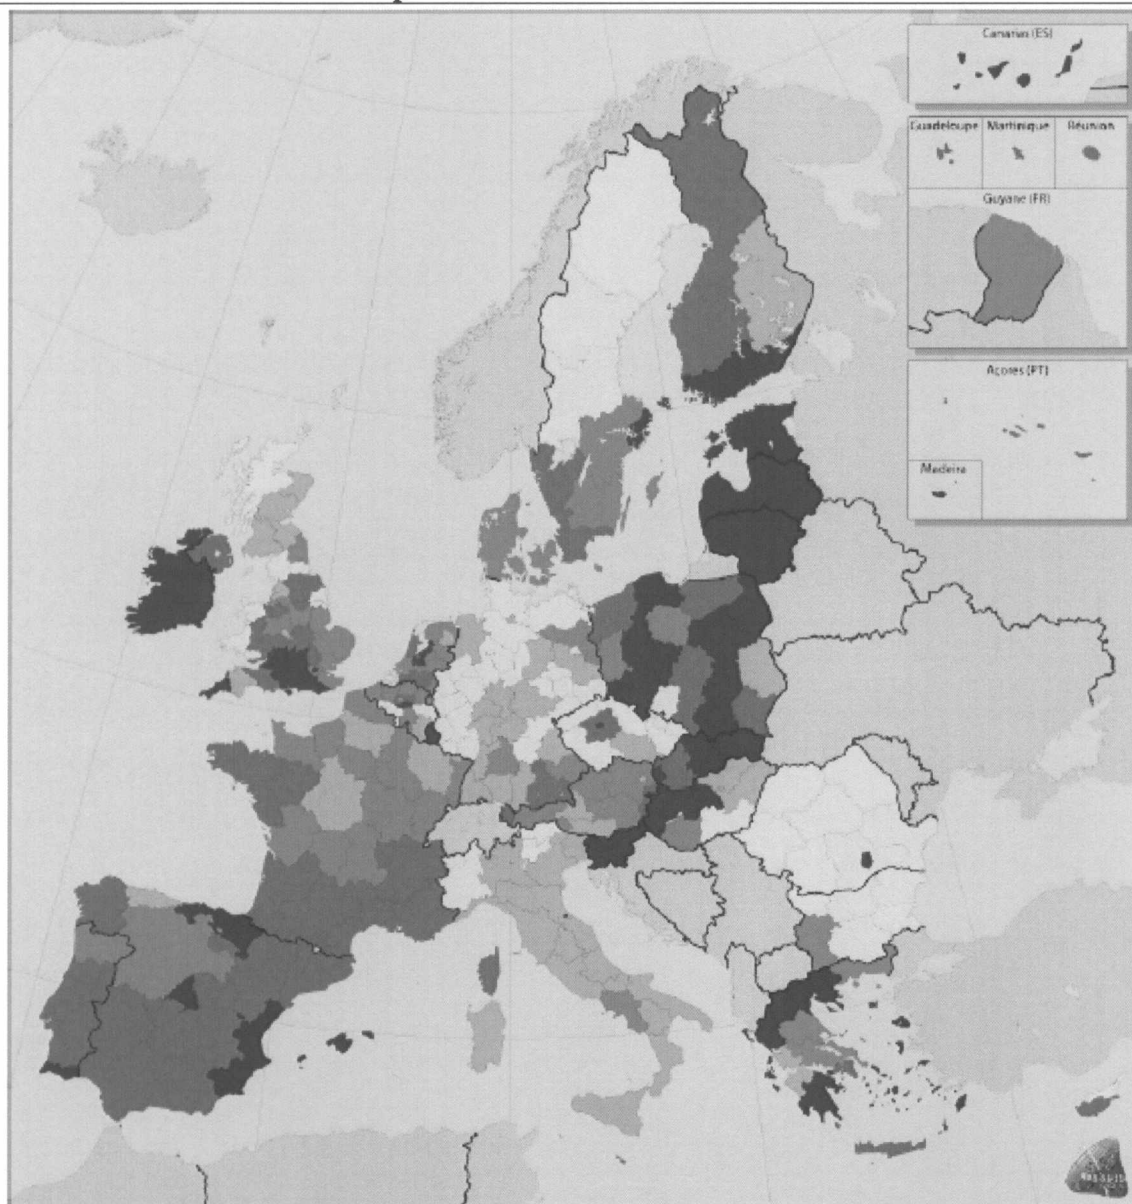 Canarias (ES)
Guadeloupe
Martinique
Réunion
Guyane (FR)
Açores (PT)
Madeira